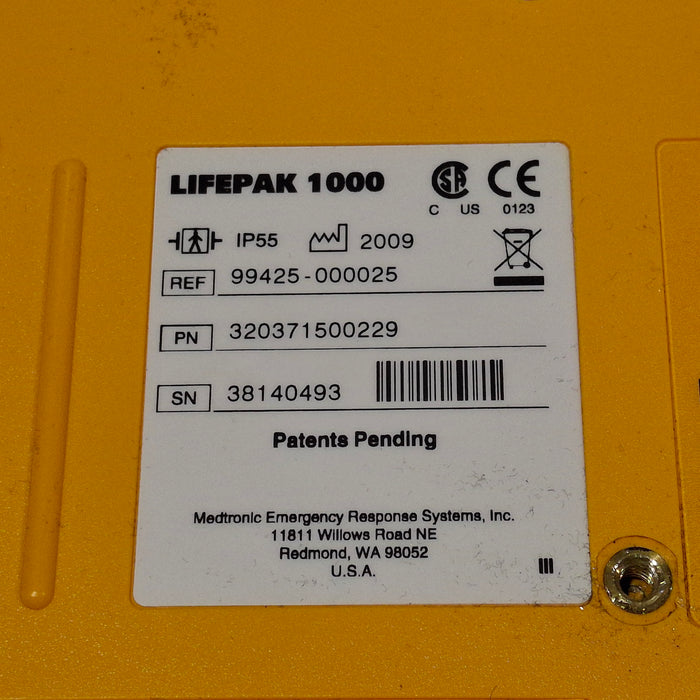 LIFEPAK 1000
C US 0123
IP55 2009
REF 99425-000025
PN 320371500229
SN 38140493
Patents Pending
Medtronic Emergency Response Systems, Inc.
11811 Willows Road NE
Redmond, WA 98052
U.S.A.